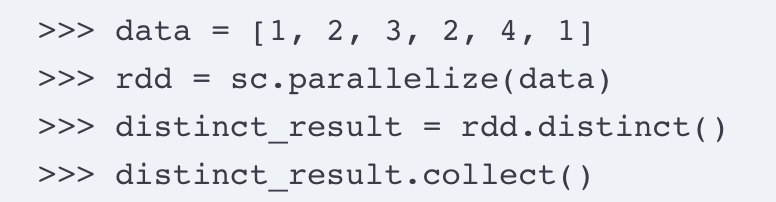 >>> data = [1, 2, 3, 2, 4, 1]
>>> rdd = sc.parallelize(data)
>>> distinct_result = rdd.distinct()
>>> distinct_result.collect()